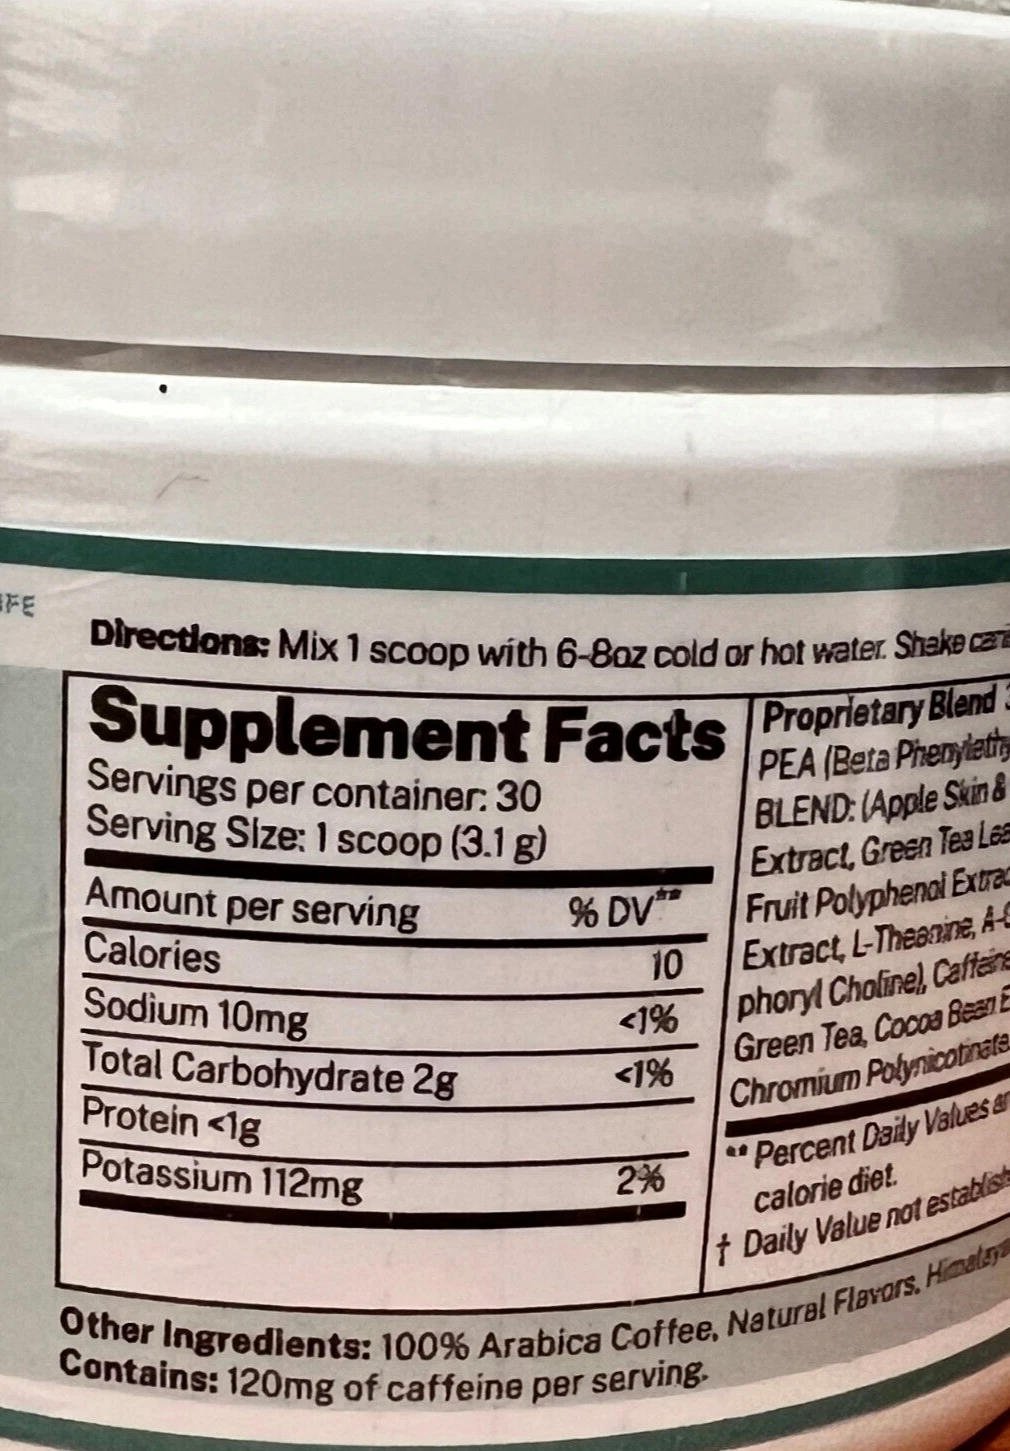 FE
Directions: Mix 1 scoop with 6-8oz cold or hot water. Shake
Supplement Facts
Servings per container: 30
Serving Size: 1 scoop (3.1 g)
Amount per serving % DV**
Calories 10
Sodium 10mg <1%
Total Carbohydrate 2g <1%
Protein <1g
Potassium 112mg 2%
Proprietary Blend
PEA (Beta
BLEND: (Apple Skin &
Extract, Green Tea
Fruit Polyphenol
Extract, L-Theanine,
phoryl Choline),
Green Tea, Cocoa Bean
Chromium
** Percent Daily Values
calorie diet.
† Daily Value not
Other Ingredients: 100% Arabica Coffee, Natural Flavors,
Contains: 120mg of caffeine per serving.